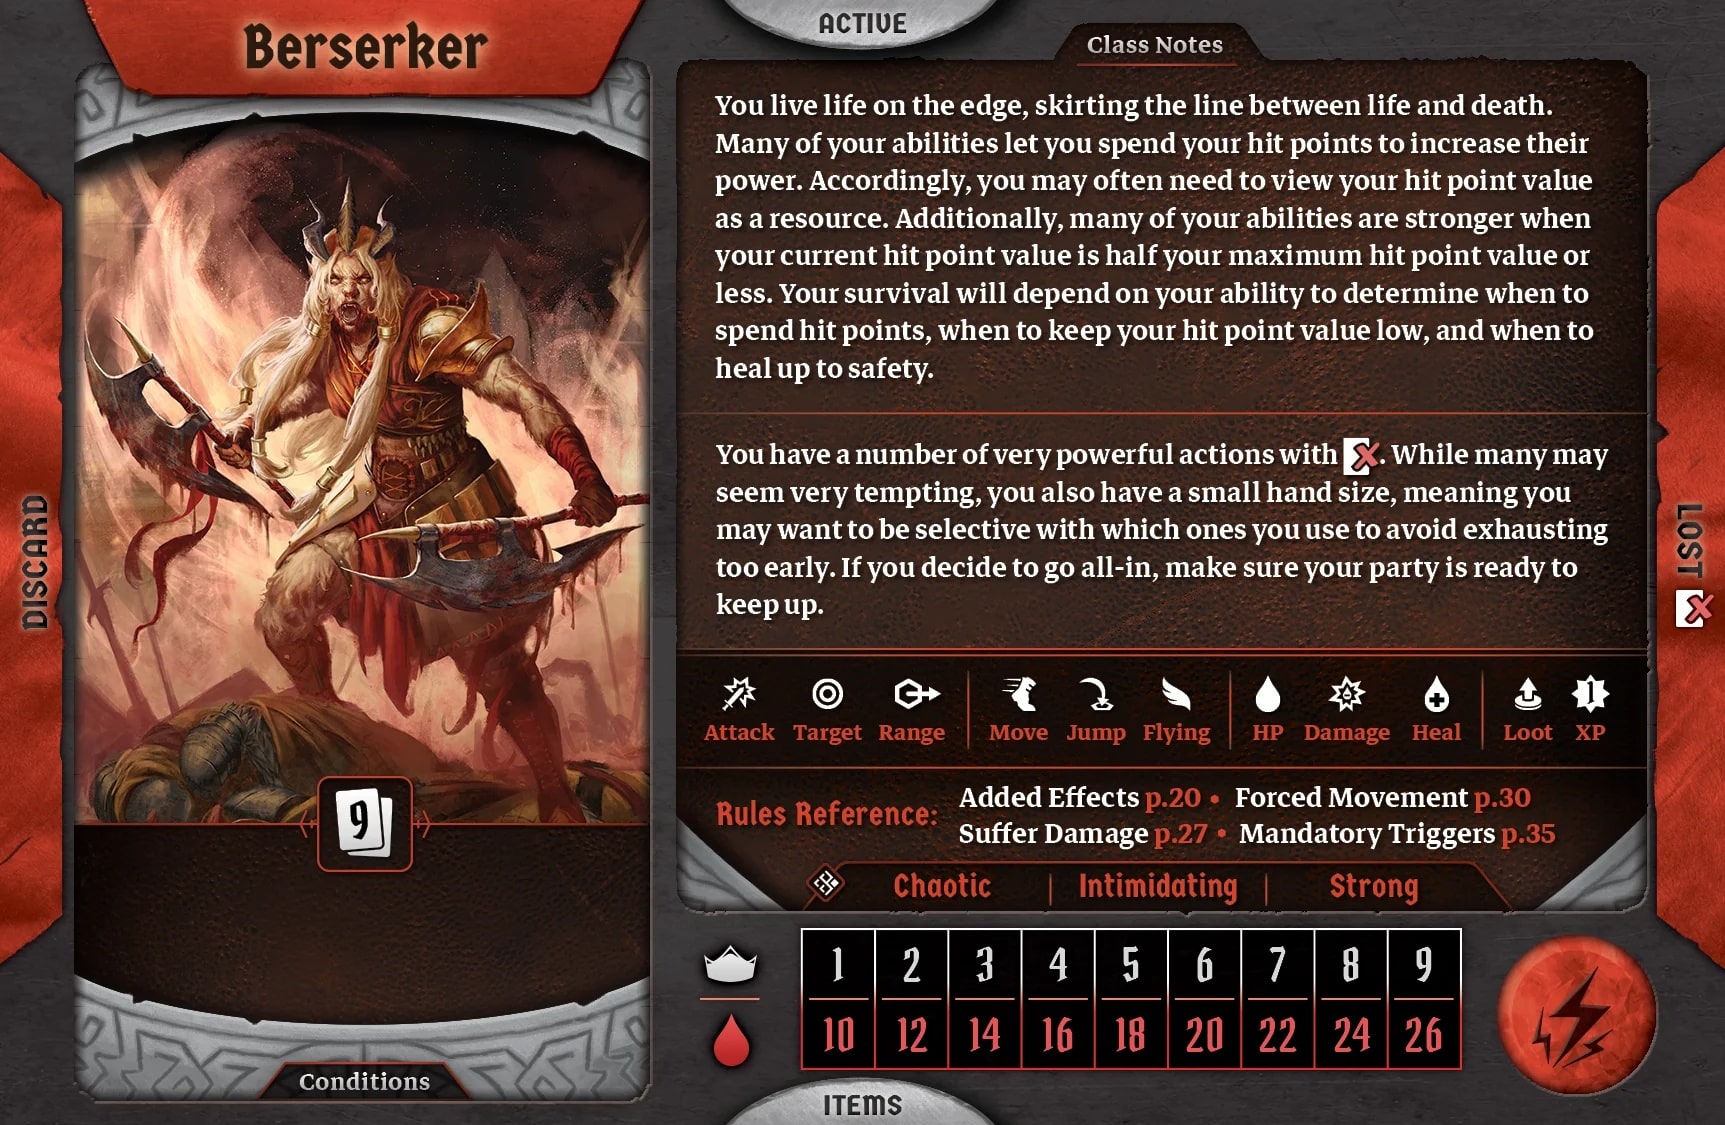 Berserker
ACTIVE
Class Notes
You live life on the edge, skirting the line between life and death.
Many of your abilities let you spend your hit points to increase their
power. Accordingly, you may often need to view your hit point value
as a resource. Additionally, many of your abilities are stronger when
your current hit point value is half your maximum hit point value or
less. Your survival will depend on your ability to determine when to
spend hit points, when to keep your hit point value low, and when to
heal up to safety.
You have a number of very powerful actions with . While many may
seem very tempting, you also have a small hand size, meaning you
may want to be selective with which ones you use to avoid exhausting
too early. If you decide to go all-in, make sure your party is ready to
keep up.
DISCARD
LOST
1
Attack Target Range Move Jump Flying HP Damage Heal Loot XP
9
Rules Reference: Added Effects p.20 • Forced Movement p.30
Suffer Damage p.27 • Mandatory Triggers p.35
Chaotic | Intimidating | Strong
1 2 3 4 5 6 7 8 9
10 12 14 16 18 20 22 24 26
Conditions
ITEMS